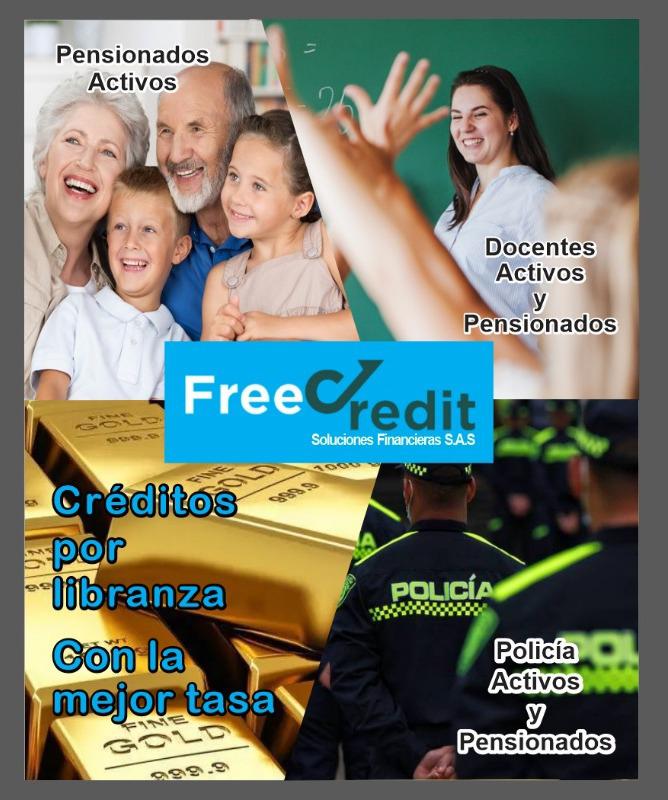 Pensionados
Activos
Docentes
Activos
y
Pensionados
FreeCredit
Soluciones Financieras S.A.S
FINE
GOLD
999.9
FINE
GOLD
999.9
1000
Créditos
por
libranza
Con la
mejor tasa
FINE
GOLD
999.9
POLICÍA
POL
Policía
Activos
y
Pensionados